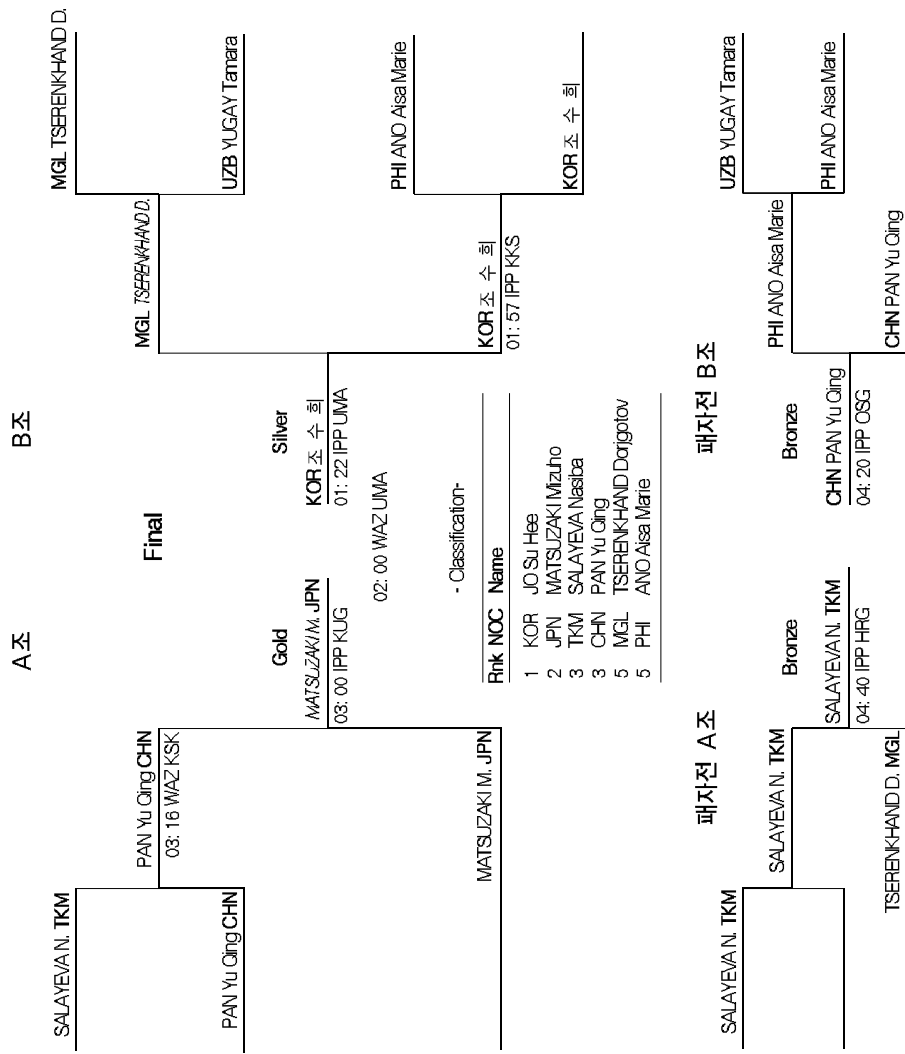 A조
B조
Final
SALAYEVA N. TKM
PAN Yu Qing CHN
03: 16 WAZ KSK
PAN Yu Qing CHN
MATSUZAKI M. JPN
Gold
MATSUZAKI M. JPN
03: 00 IPP KUG
Silver
KOR 조 수 희
01: 22 IPP UMA
02: 00 WAZ UMA
MGL TSERENKHAND D.
MGL TSERENKHAND D.
UZB YUGAY Tamara
PHI ANO Aisa Marie
KOR 조 수 희
01: 57 IPP KKS
KOR 조 수 희
- Classification-
Rnk NOC Name
1 KOR JO Su Hee
2 JPN MATSUZAKI Mizuho
3 TKM SALAYEVA Nasiba
3 CHN PAN Yu Qing
5 MGL TSERENKHAND Dorjgotov
5 PHI ANO Aisa Marie
패자전 A조
패자전 B조
SALAYEVA N. TKM
SALAYEVA N. TKM
Bronze
SALAYEVA N. TKM
04: 40 IPP HRG
TSERENKHAND D. MGL
Bronze
CHN PAN Yu Qing
04: 20 IPP OSG
PHI ANO Aisa Marie
UZB YUGAY Tamara
PHI ANO Aisa Marie
CHN PAN Yu Qing